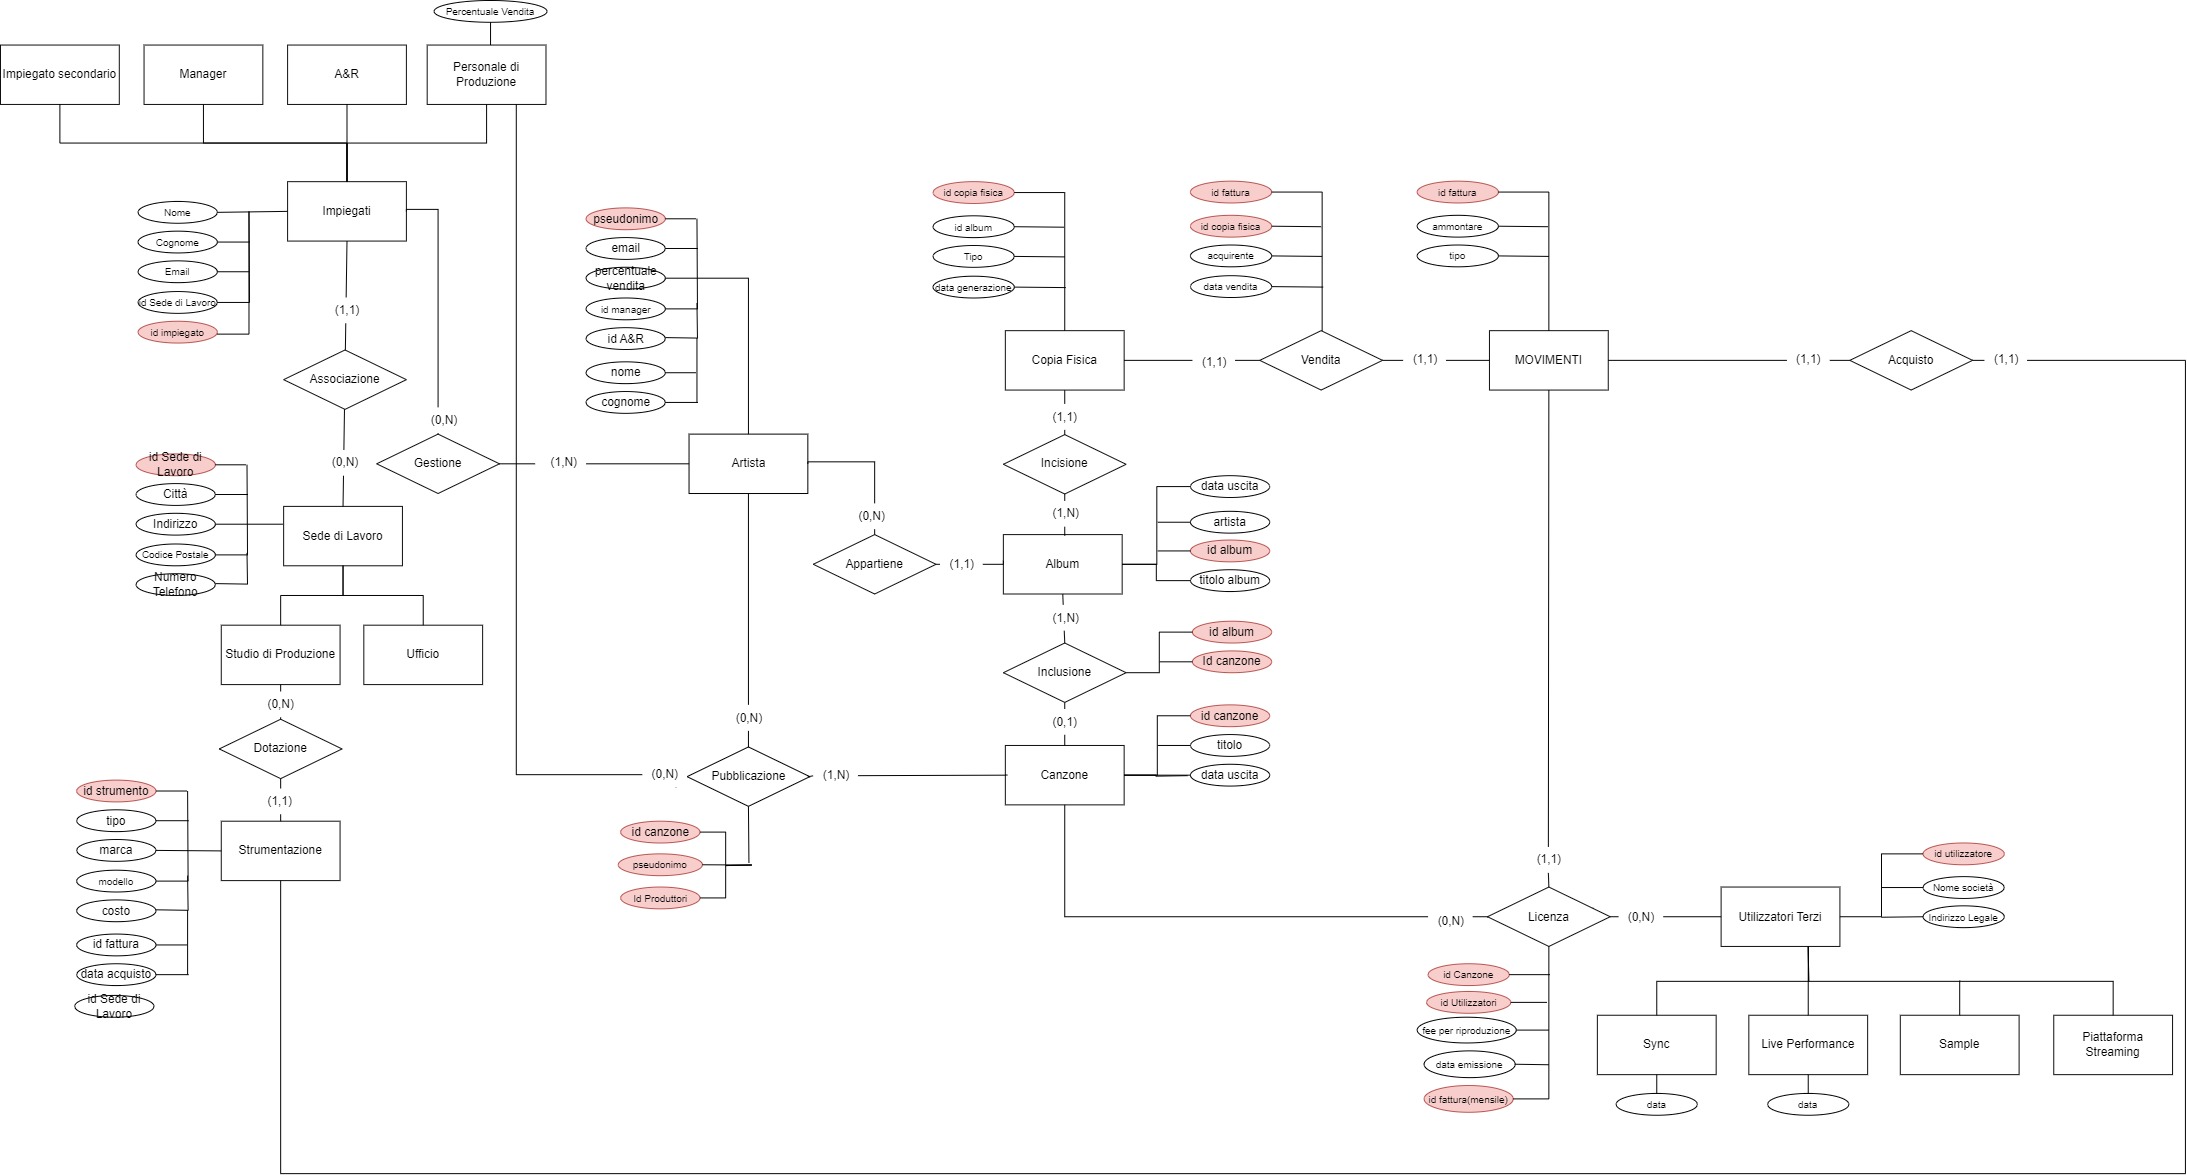 Percentuale Vendita
Impiegato secondario
Manager
A&R
Personale di
Produzione
Impiegati
Nome
Cognome
Email
id Sede di Lavoro
id impiegato
(1,1)
Associazione
(0,N)
id Sede di
Lavoro
Città
Indirizzo
Codice Postale
Numero
Telefono
Sede di Lavoro
Studio di Produzione
Ufficio
(0,N)
Dotazione
(1,1)
id strumento
tipo
marca
modello
costo
id fattura
data acquisto
id Sede di
Lavoro
Strumentazione
(0,N)
Gestione
(1,N)
pseudonimo
email
percentuale
vendita
id manager
id A&R
nome
cognome
Artista
(0,N)
Appartiene
(1,1)
(0,N)
(0,N)
Pubblicazione
(1,N)
id canzone
pseudonimo
Id Produttori
id copia fisica
id album
Tipo
data generazione
Copia Fisica
(1,1)
Incisione
(1,N)
Album
data uscita
artista
id album
titolo album
(1,N)
Inclusione
id album
Id canzone
(0,1)
Canzone
id canzone
titolo
data uscita
id fattura
id copia fisica
acquirente
data vendita
(1,1)
Vendita
(1,1)
id fattura
ammontare
tipo
MOVIMENTI
(1,1)
Acquisto
(1,1)
(1,1)
(0,N)
Licenza
(0,N)
id Canzone
id Utilizzatori
fee per riproduzione
data emissione
id fattura(mensile)
Utilizzatori Terzi
id utilizzatore
Nome società
Indirizzo Legale
Sync
Live Performance
Sample
Piattaforma
Streaming
data
data